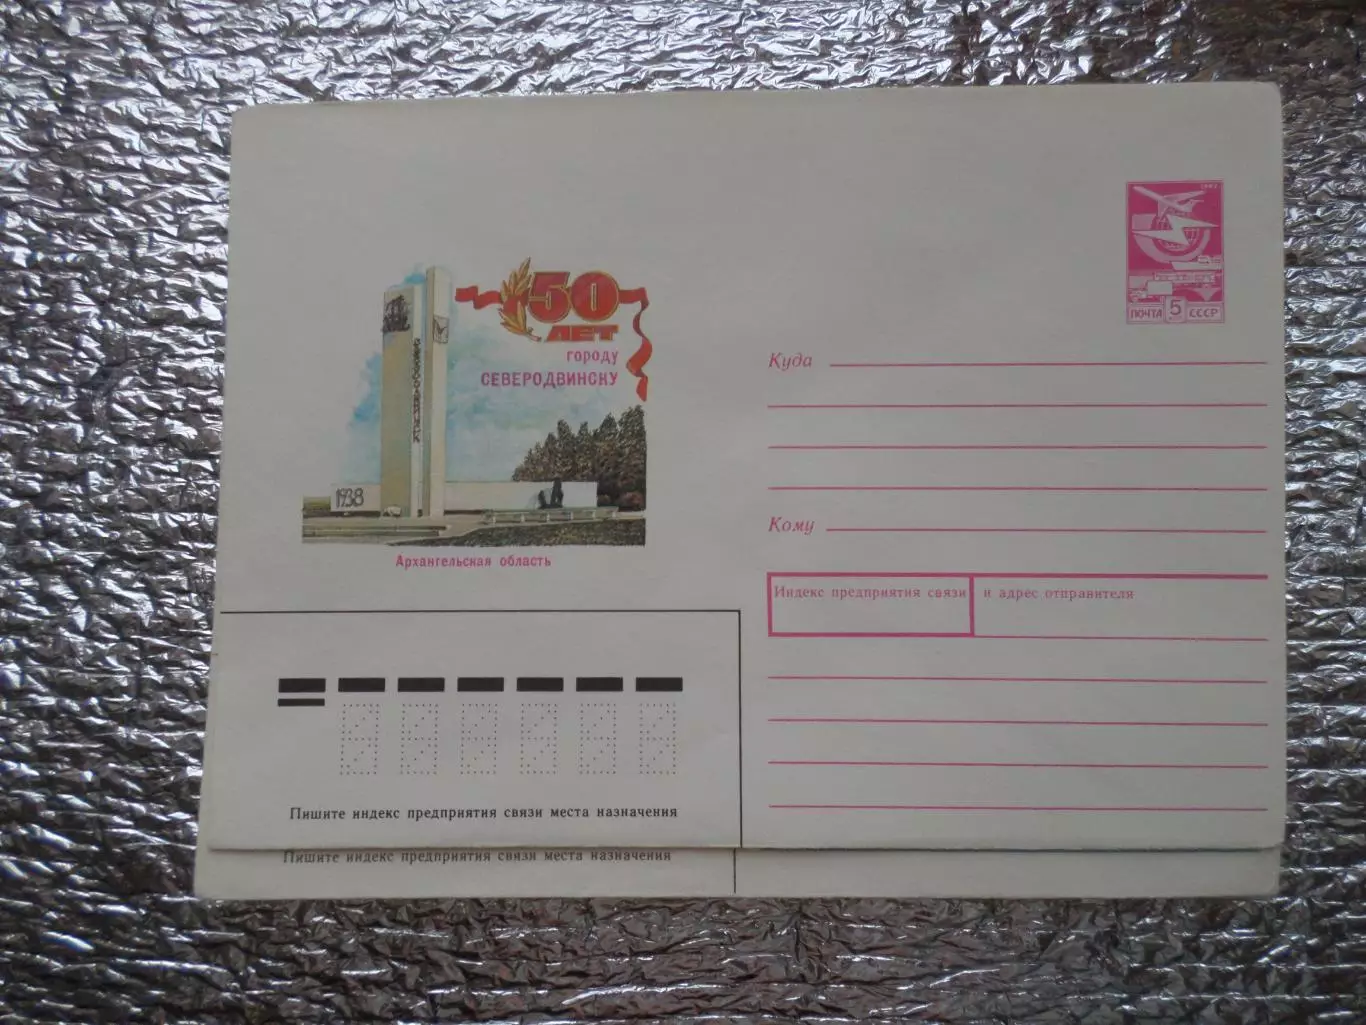 50
ЛЕТ
городу
СЕВЕРОДВИНСКУ
1938
Архангельская область
ПОЧТА 5 СССР
Куда
Кому
Индекс предприятия связи и адрес отправителя
Пишите индекс предприятия связи места назначения
Пишите индекс предприятия связи места назначения